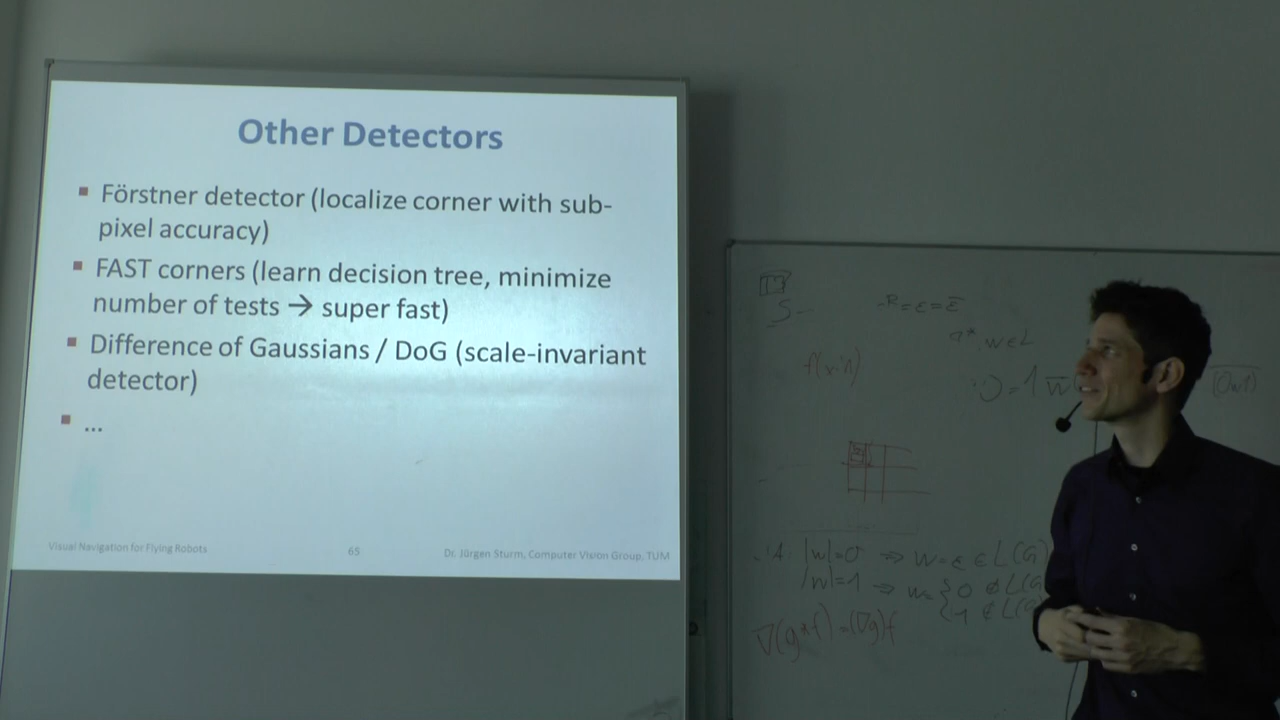 Other Detectors
▪ Förstner detector (localize corner with sub-
pixel accuracy)
▪ FAST corners (learn decision tree, minimize
number of tests → super fast)
▪ Difference of Gaussians / DoG (scale-invariant
detector)
▪ ...
Visual Navigation for Flying Robots
65
Dr. Jürgen Sturm, Computer Vision Group, TUM
S
R=ε=ε̅
a* w∈L
|w|=0 ⇒ w=ε ∈ L(G)
|w|=1 ⇒ w= { 0 ∉ L(G
{ 1 ∉ L(G
∇(g*f)=(∇g)f